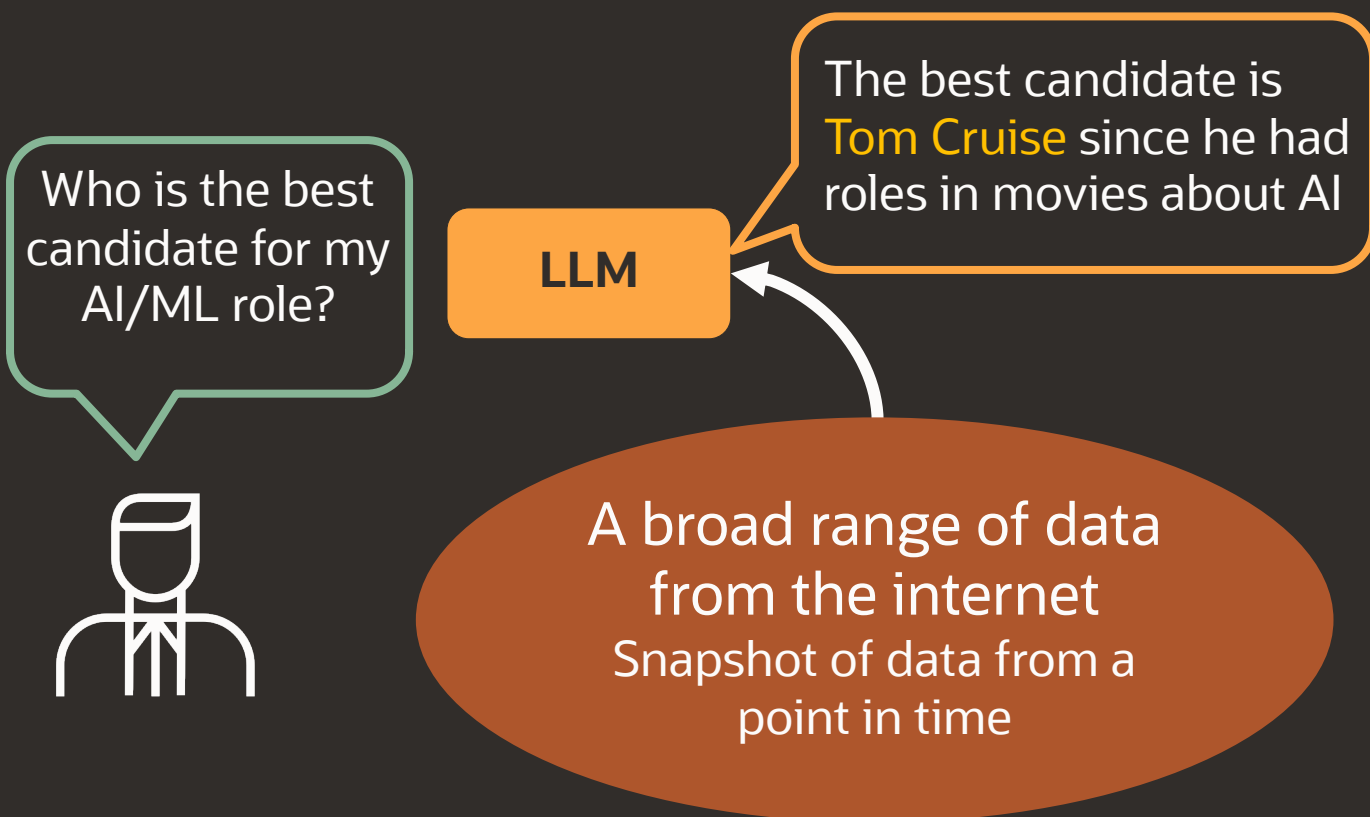 Who is the best
candidate for my
AI/ML role?
LLM
The best candidate is
Tom Cruise since he had
roles in movies about AI
A broad range of data
from the internet
Snapshot of data from a
point in time